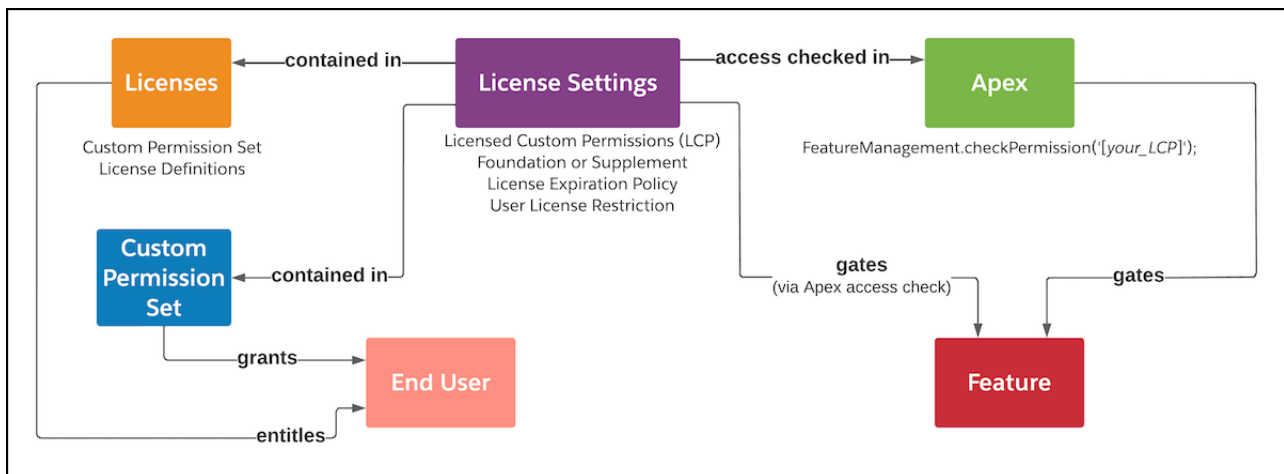 Licenses
contained in
License Settings
access checked in
Apex
Custom Permission Set
License Definitions
Licensed Custom Permissions (LCP)
Foundation or Supplement
License Expiration Policy
User License Restriction
FeatureManagement.checkPermission('[your_LCP]');
Custom
Permission
Set
contained in
gates
(via Apex access check)
gates
grants
End User
Feature
entitles